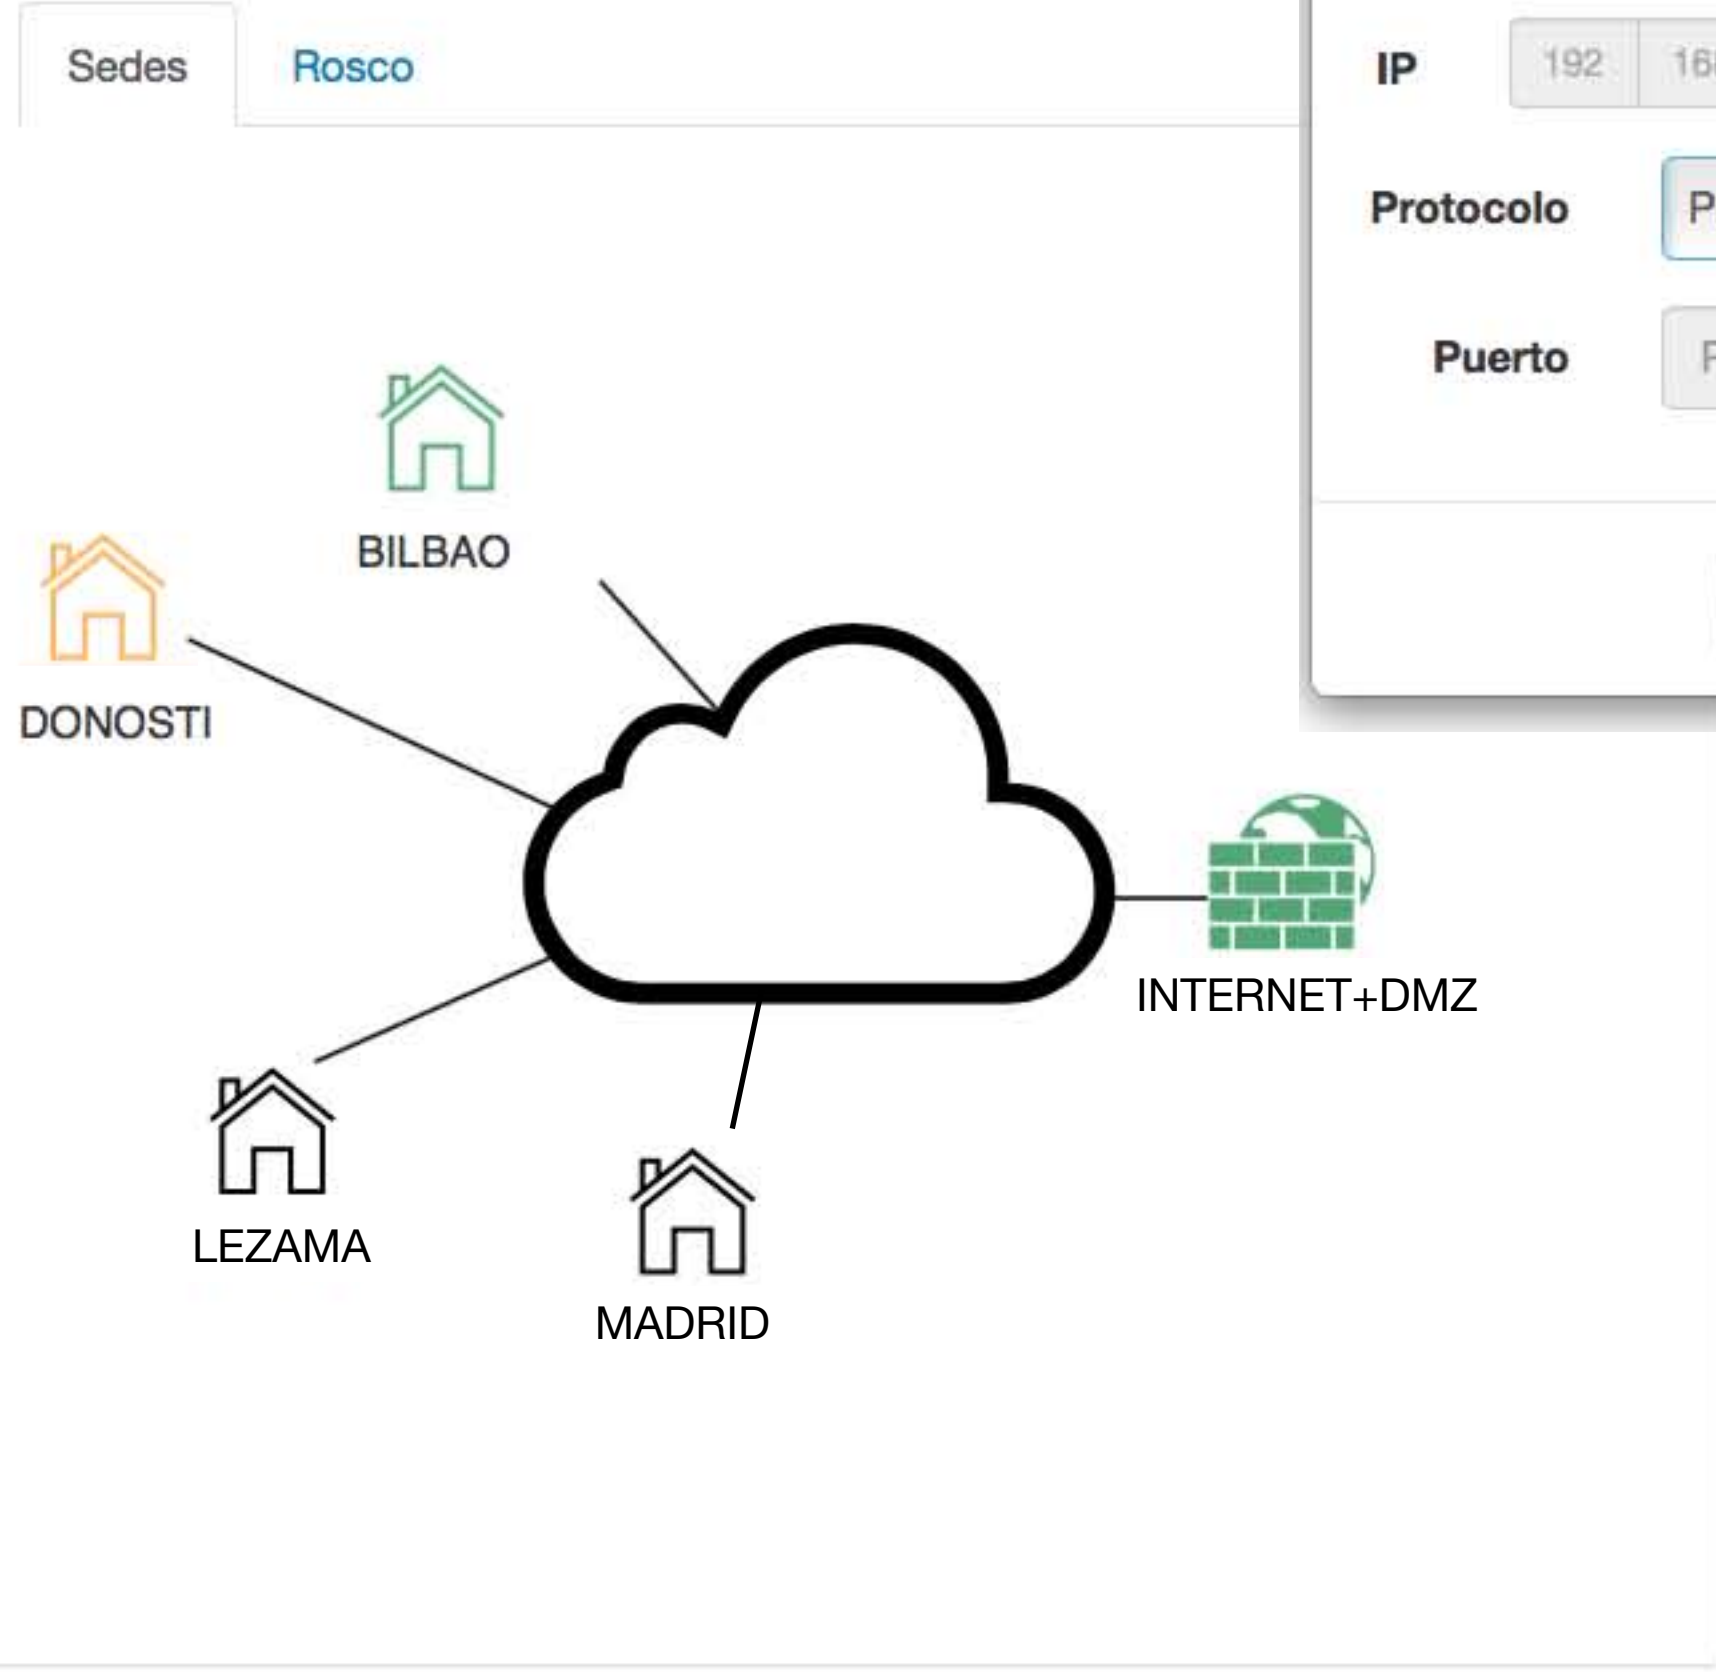 Sedes
Rosco
IP
192
Protocolo
Puerto
BILBAO
DONOSTI
INTERNET+DMZ
LEZAMA
MADRID